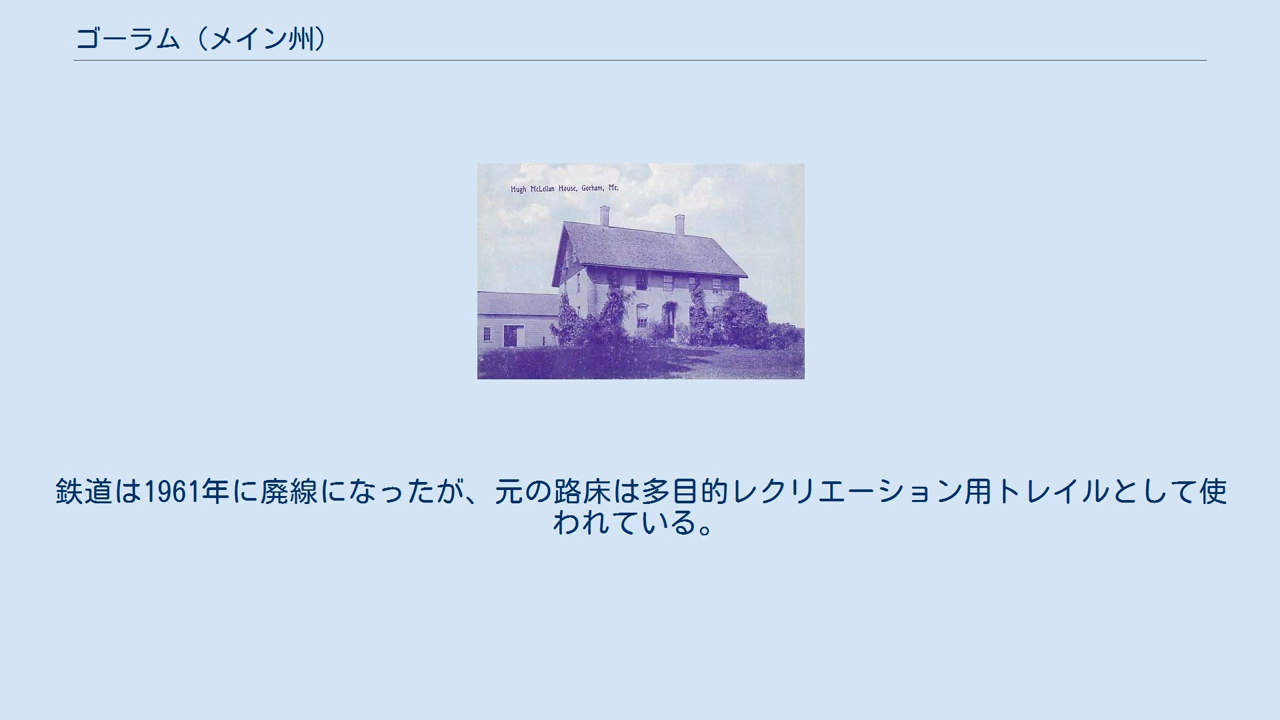 ゴーラム（メイン州）
Hugh McLellan House, Gorham, Me.
鉄道は1961年に廃線になったが、元の路床は多目的レクリエーション用トレイルとして使
われている。